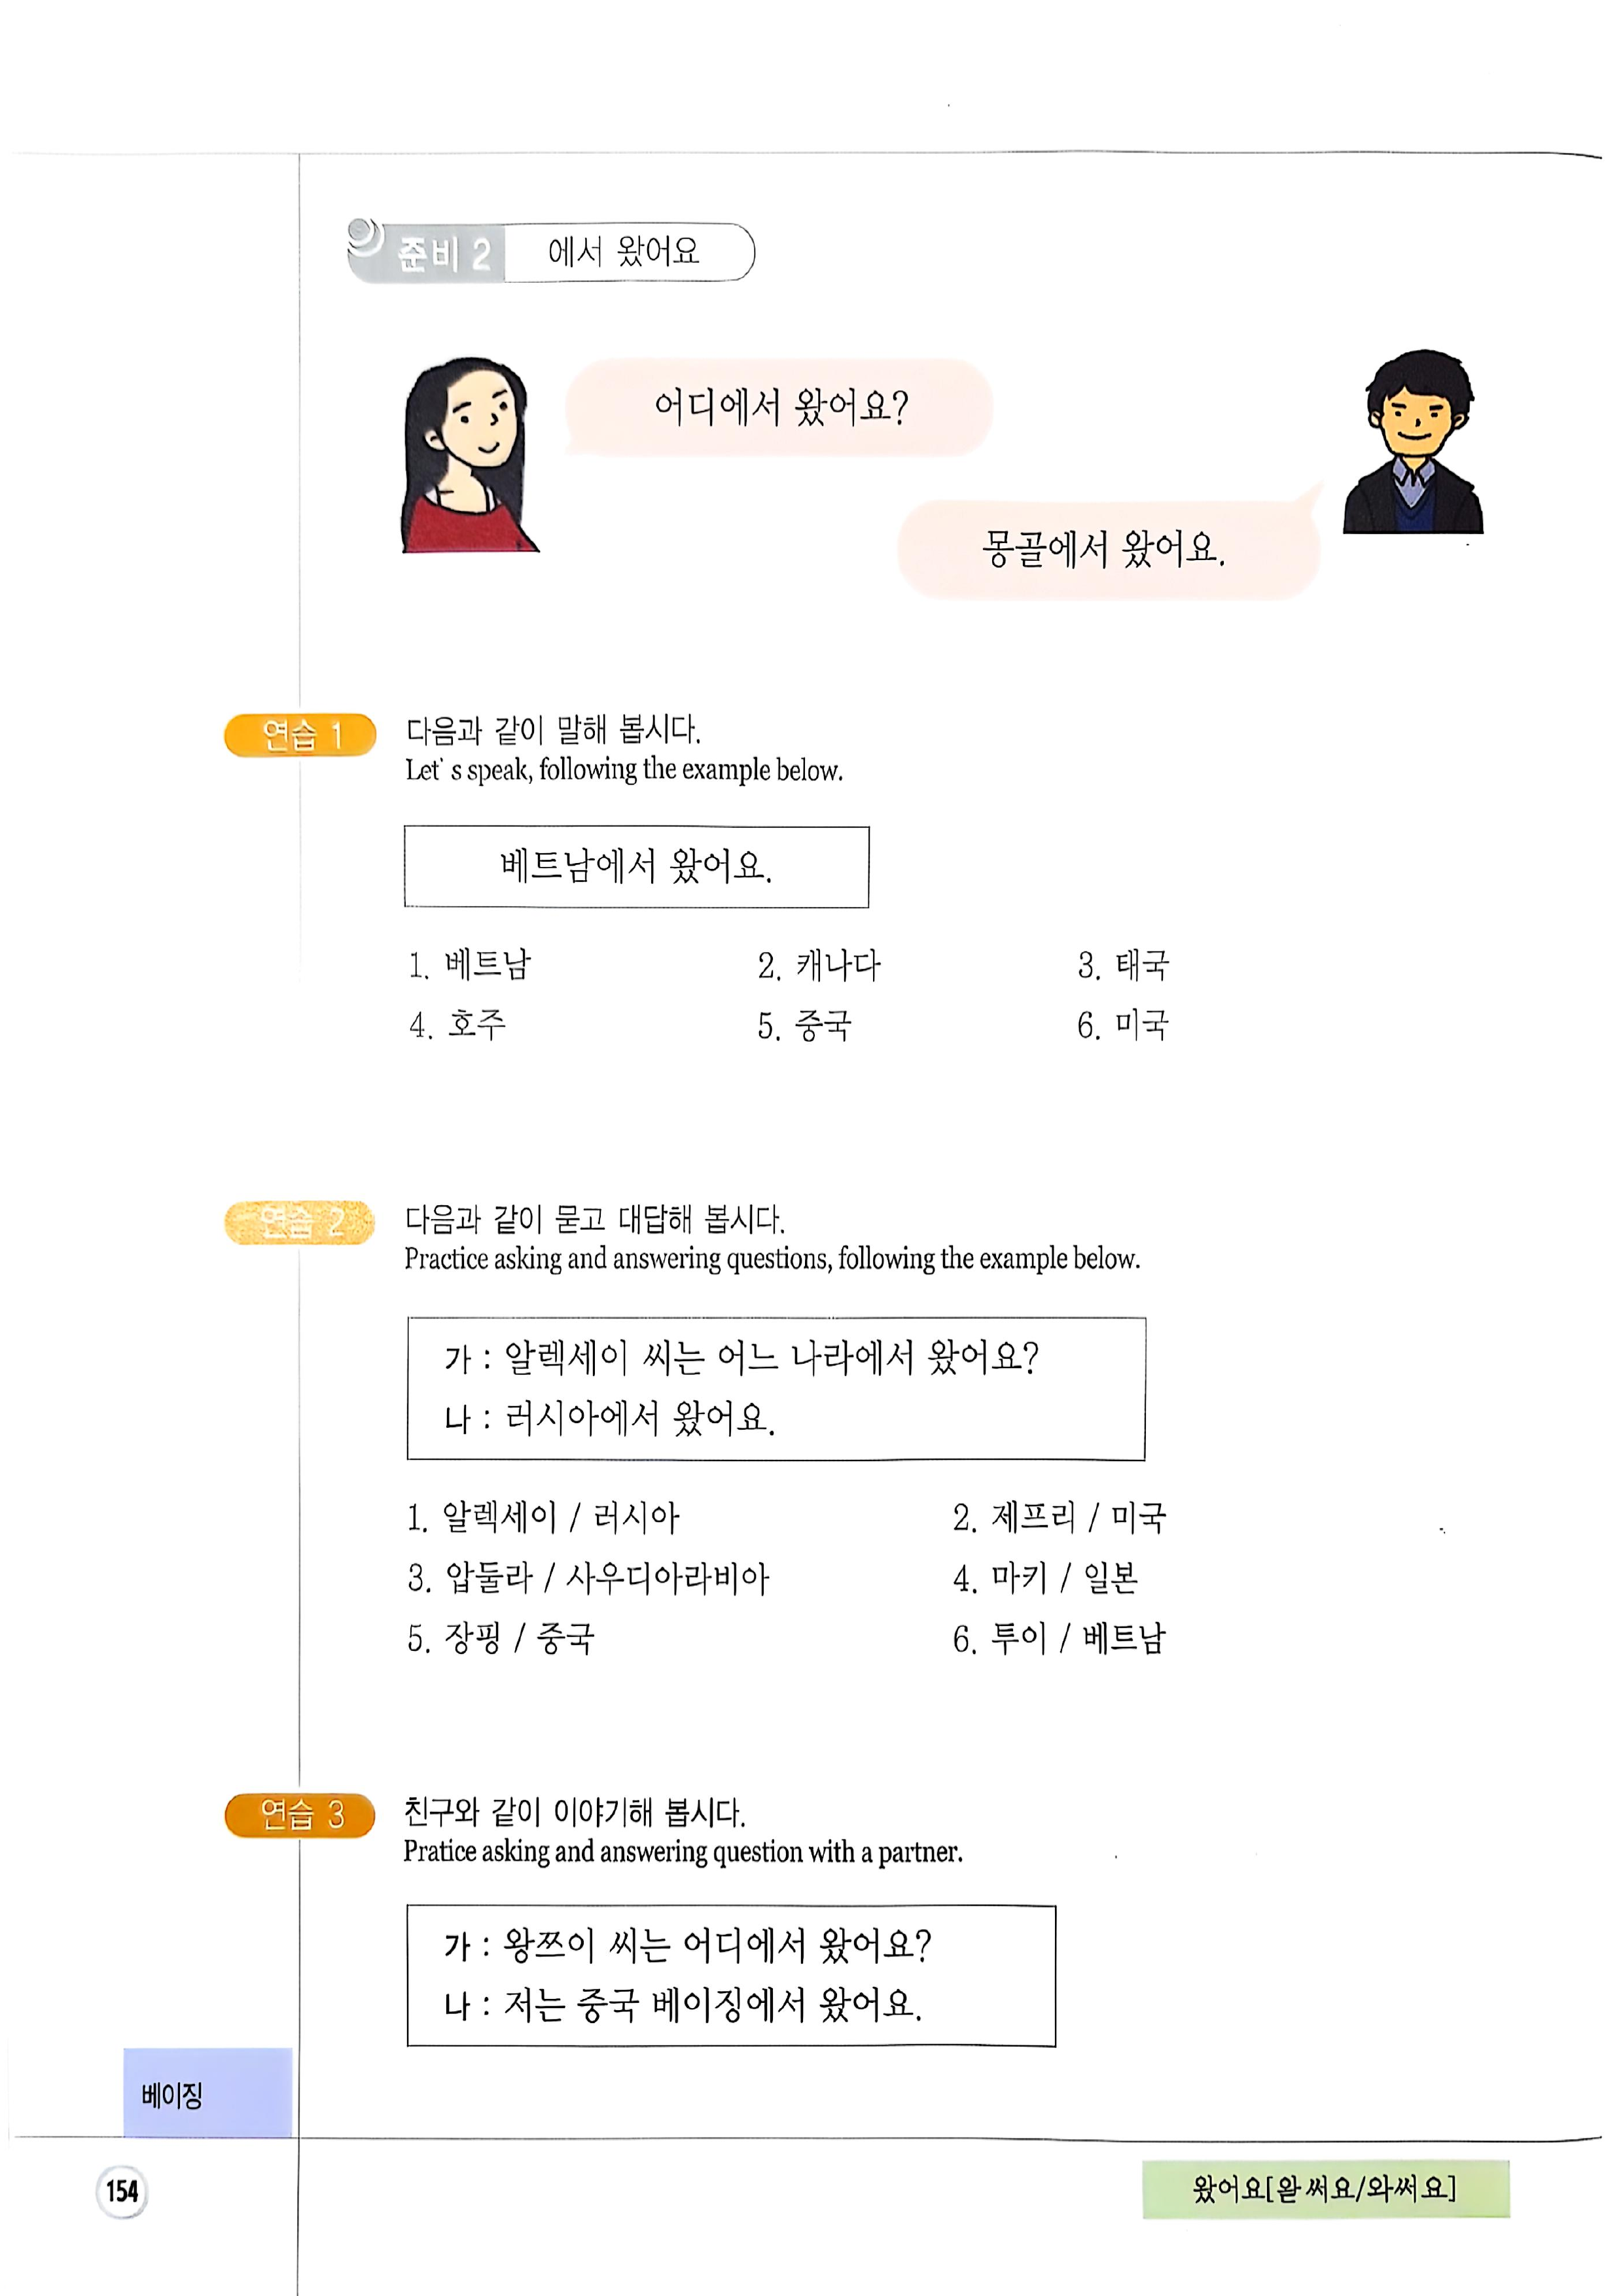 준비 2 에서 왔어요
어디에서 왔어요?
몽골에서 왔어요.
연습 1 다음과 같이 말해 봅시다.
Let's speak, following the example below.
베트남에서 왔어요.
1. 베트남 2. 캐나다 3. 태국
4. 호주 5. 중국 6. 미국
연습 2 다음과 같이 묻고 대답해 봅시다.
Practice asking and answering questions, following the example below.
가 : 알렉세이 씨는 어느 나라에서 왔어요?
나 : 러시아에서 왔어요.
1. 알렉세이 / 러시아 2. 제프리 / 미국
3. 압둘라 / 사우디아라비아 4. 마키 / 일본
5. 장핑 / 중국 6. 투이 / 베트남
연습 3 친구와 같이 이야기해 봅시다.
Pratice asking and answering question with a partner.
가 : 왕쯔이 씨는 어디에서 왔어요?
나 : 저는 중국 베이징에서 왔어요.
베이징
154
왔어요[완써요/와써요]